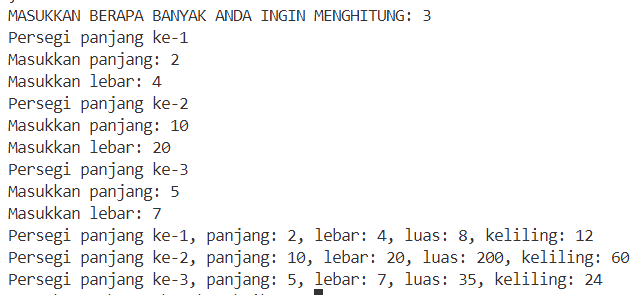 MASUKKAN BERAPA BANYAK ANDA INGIN MENGHITUNG: 3
Persegi panjang ke-1
Masukkan panjang: 2
Masukkan lebar: 4
Persegi panjang ke-2
Masukkan panjang: 10
Masukkan lebar: 20
Persegi panjang ke-3
Masukkan panjang: 5
Masukkan lebar: 7
Persegi panjang ke-1, panjang: 2, lebar: 4, luas: 8, keliling: 12
Persegi panjang ke-2, panjang: 10, lebar: 20, luas: 200, keliling: 60
Persegi panjang ke-3, panjang: 5, lebar: 7, luas: 35, keliling: 24